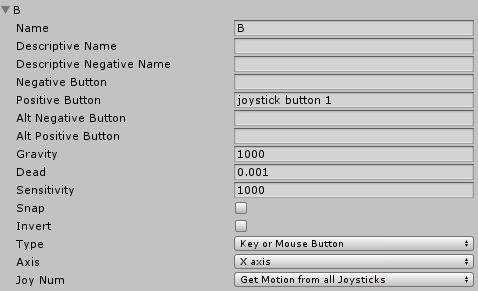 B
Name B
Descriptive Name
Descriptive Negative Name
Negative Button
Positive Button joystick button 1
Alt Negative Button
Alt Positive Button
Gravity 1000
Dead 0.001
Sensitivity 1000
Snap
Invert
Type Key or Mouse Button
Axis X axis
Joy Num Get Motion from all Joysticks